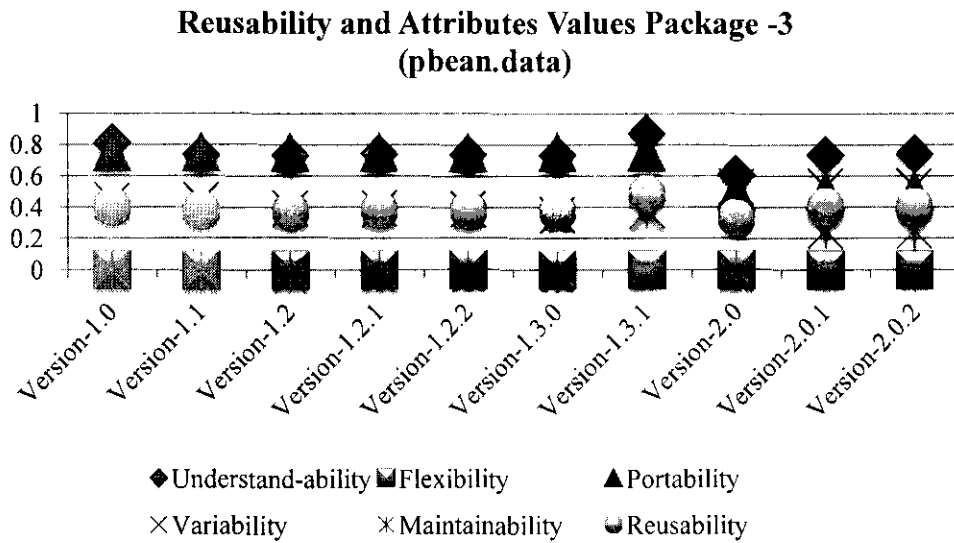 Reusability and Attributes Values Package -3
(pbean.data)
1
0.8
0.6
0.4
0.2
0
Version-1.0
Version-1.1
Version-1.2
Version-1.2.1
Version-1.2.2
Version-1.3.0
Version-1.3.1
Version-2.0
Version-2.0.1
Version-2.0.2
Understand-ability Flexibility Portability
Variability Maintainability Reusability